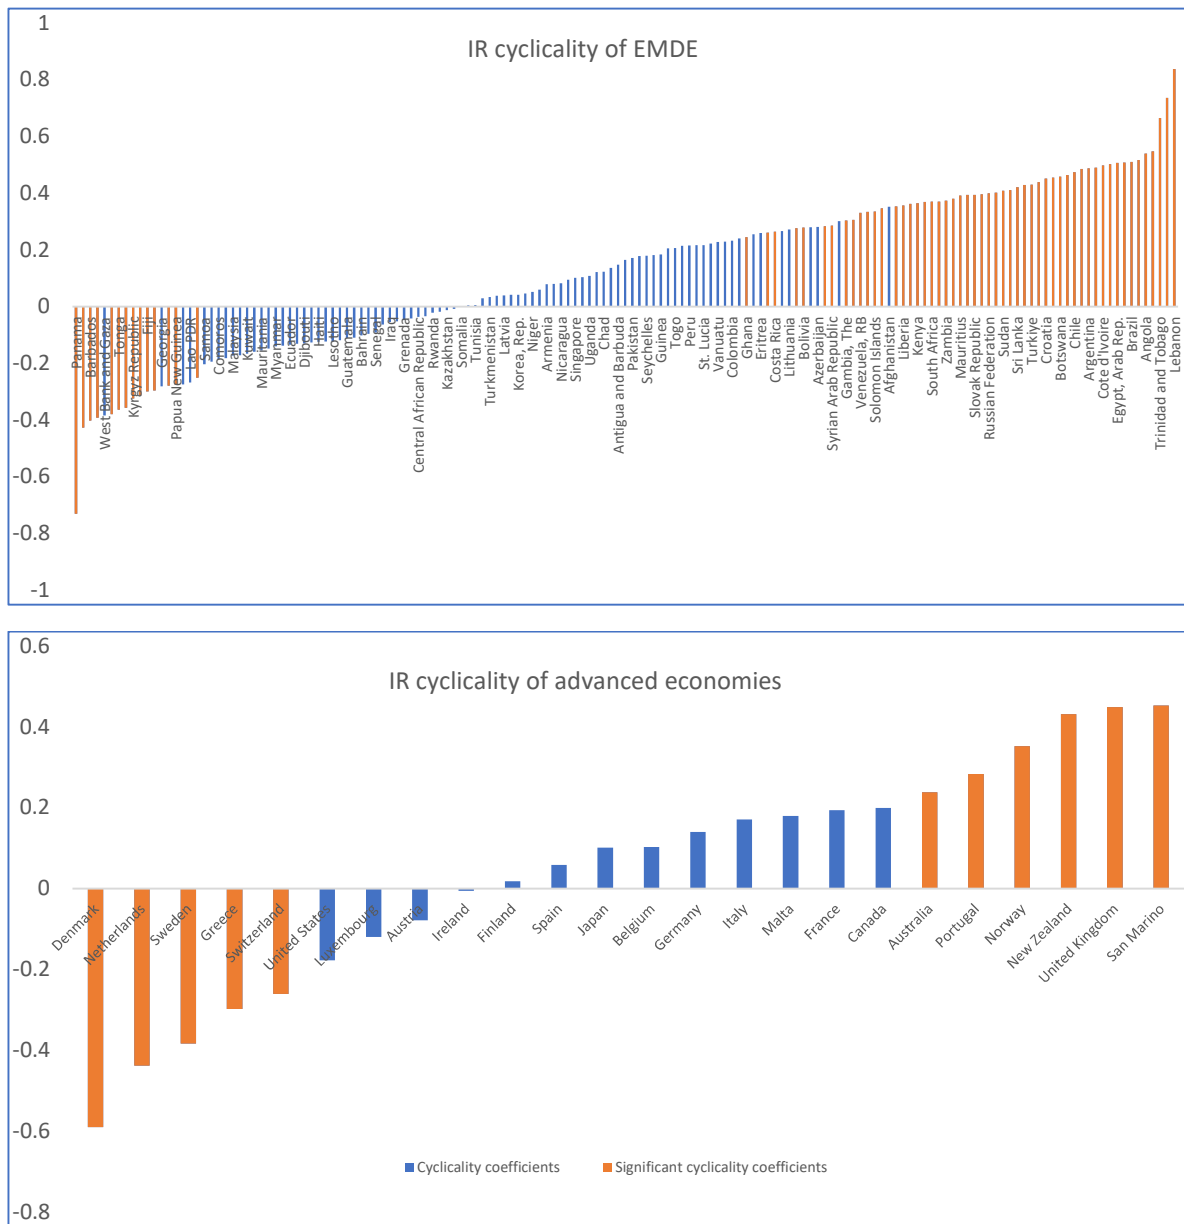 1
IR cyclicality of EMDE
0.8
0.6
0.4
0.2
0
-0.2
-0.4
-0.6
-0.8
-1
Panama
Barbados
West Bank and Gaza
Tonga
Kyrgyz Republic
Fiji
Georgia
Papua New Guinea
Lao PDR
Samoa
Comoros
Malaysia
Kuwait
Mauritania
Myanmar
Ecuador
Djibouti
Haiti
Lesotho
Guatemala
Bahrain
Senegal
Iraq
Grenada
Central African Republic
Rwanda
Kazakhstan
Somalia
Tunisia
Turkmenistan
Latvia
Korea, Rep.
Niger
Armenia
Nicaragua
Singapore
Uganda
Chad
Antigua and Barbuda
Pakistan
Seychelles
Guinea
Togo
Peru
St. Lucia
Vanuatu
Colombia
Ghana
Eritrea
Costa Rica
Lithuania
Bolivia
Azerbaijan
Syrian Arab Republic
Gambia, The
Venezuela, RB
Solomon Islands
Afghanistan
Liberia
Kenya
South Africa
Zambia
Mauritius
Slovak Republic
Russian Federation
Sudan
Sri Lanka
Turkiye
Croatia
Botswana
Chile
Argentina
Cote d'Ivoire
Egypt, Arab Rep.
Brazil
Angola
Trinidad and Tobago
Lebanon
0.6
IR cyclicality of advanced economies
0.4
0.2
0
-0.2
-0.4
-0.6
-0.8
Denmark
Netherlands
Sweden
Greece
Switzerland
United States
Luxembourg
Austria
Ireland
Finland
Spain
Japan
Belgium
Germany
Italy
Malta
France
Canada
Australia
Portugal
Norway
New Zealand
United Kingdom
San Marino
Cyclicality coefficients
Significant cyclicality coefficients